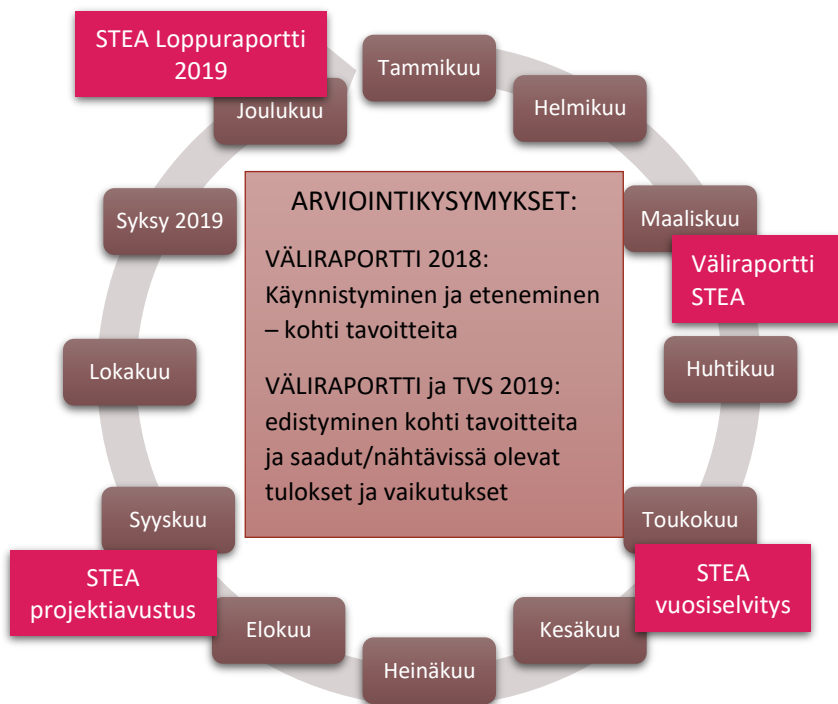 STEA Loppuraportti
2019
Tammikuu
Joulukuu
Helmikuu
Syksy 2019
Maaliskuu
Väliraportti
STEA
ARVIOINTIKYSYMYKSET:
VÄLIRAPORTTI 2018:
Käynnistyminen ja eteneminen
– kohti tavoitteita
VÄLIRAPORTTI ja TVS 2019:
edistyminen kohti tavoitteita
ja saadut/nähtävissä olevat
tulokset ja vaikutukset
Lokakuu
Huhtikuu
Syyskuu
Toukokuu
STEA
projektiavustus
STEA
vuosiselvitys
Elokuu
Kesäkuu
Heinäkuu